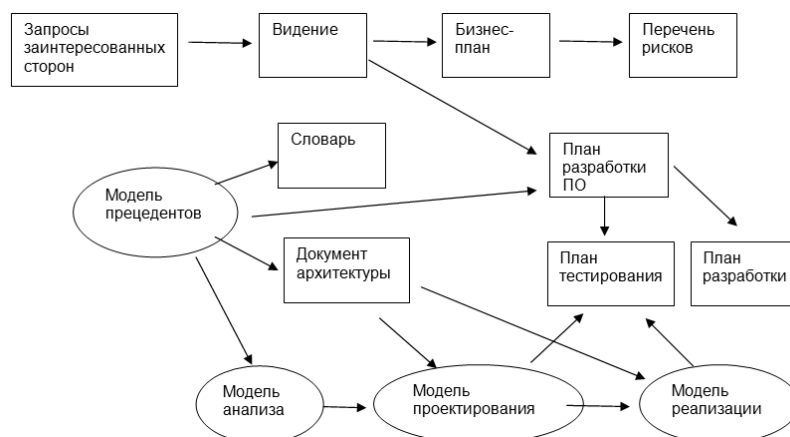 Запросы
заинтересованных
сторон
Видение
Бизнес-
план
Перечень
рисков
Словарь
План
разработки
ПО
Модель
прецедентов
Документ
архитектуры
План
тестирования
План
разработки
Модель
анализа
Модель
проектирования
Модель
реализации